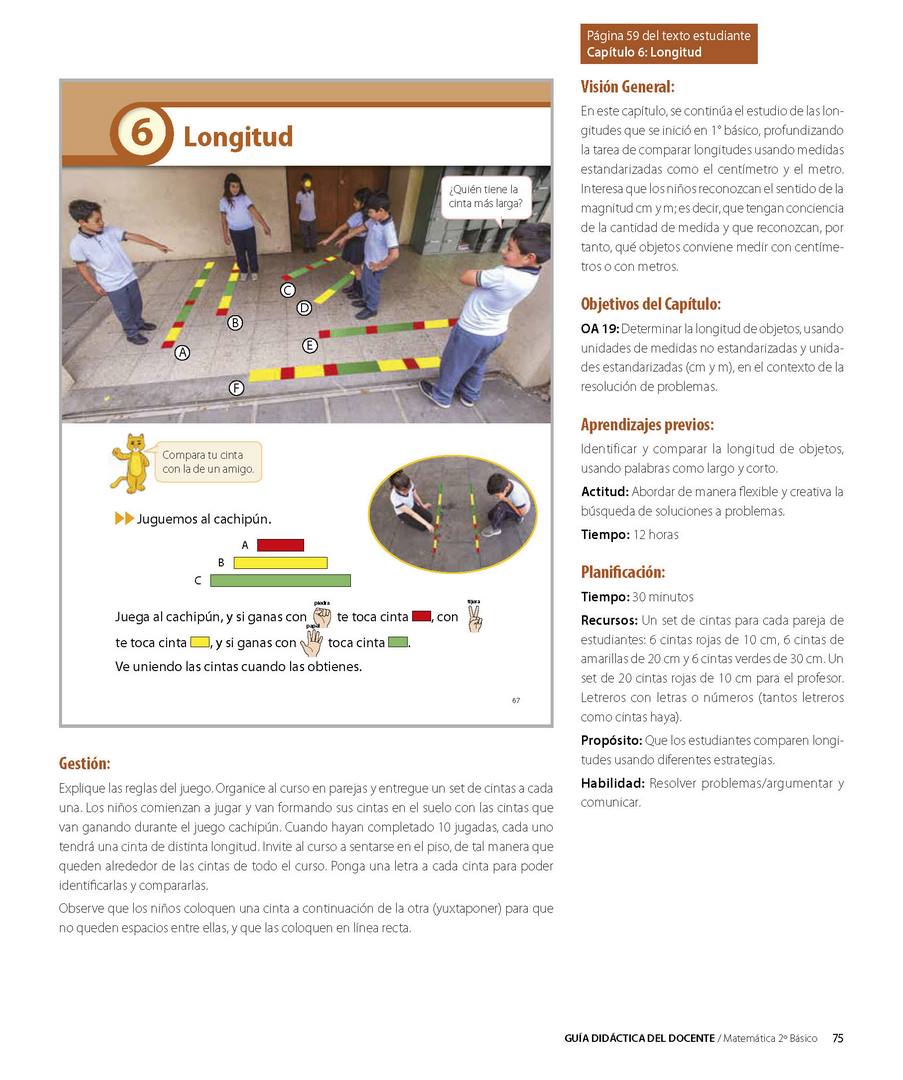 Página 59 del texto estudiante
Capítulo 6: Longitud
6
Longitud
¿Quién tiene la
cinta más larga?
A
B
C
D
E
F
Compara tu cinta
con la de un amigo.
Juguemos al cachipún.
A
B
C
Juega al cachipún, y si ganas con piedra te toca cinta , con tijera
te toca cinta , y si ganas con papel toca cinta .
Ve uniendo las cintas cuando las obtienes.
67
Gestión:
Explique las reglas del juego. Organice al curso en parejas y entregue un set de cintas a cada
una. Los niños comienzan a jugar y van formando sus cintas en el suelo con las cintas que
van ganando durante el juego cachipún. Cuando hayan completado 10 jugadas, cada uno
tendrá una cinta de distinta longitud. Invite al curso a sentarse en el piso, de tal manera que
queden alrededor de las cintas de todo el curso. Ponga una letra a cada cinta para poder
identificarlas y compararlas.
Observe que los niños coloquen una cinta a continuación de la otra (yuxtaponer) para que
no queden espacios entre ellas, y que las coloquen en línea recta.
Visión General:
En este capítulo, se continúa el estudio de las lon-
gitudes que se inició en 1° básico, profundizando
la tarea de comparar longitudes usando medidas
estandarizadas como el centímetro y el metro.
Interesa que los niños reconozcan el sentido de la
magnitud cm y m; es decir, que tengan conciencia
de la cantidad de medida y que reconozcan, por
tanto, qué objetos conviene medir con centíme-
tros o con metros.
Objetivos del Capítulo:
OA 19: Determinar la longitud de objetos, usando
unidades de medidas no estandarizadas y unida-
des estandarizadas (cm y m), en el contexto de la
resolución de problemas.
Aprendizajes previos:
Identificar y comparar la longitud de objetos,
usando palabras como largo y corto.
Actitud: Abordar de manera flexible y creativa la
búsqueda de soluciones a problemas.
Tiempo: 12 horas
Planificación:
Tiempo: 30 minutos
Recursos: Un set de cintas para cada pareja de
estudiantes: 6 cintas rojas de 10 cm, 6 cintas de
amarillas de 20 cm y 6 cintas verdes de 30 cm. Un
set de 20 cintas rojas de 10 cm para el profesor.
Letreros con letras o números (tantos letreros
como cintas haya).
Propósito: Que los estudiantes comparen longi-
tudes usando diferentes estrategias.
Habilidad: Resolver problemas/argumentar y
comunicar.
GUÍA DIDÁCTICA DEL DOCENTE / Matemática 2º Básico 75